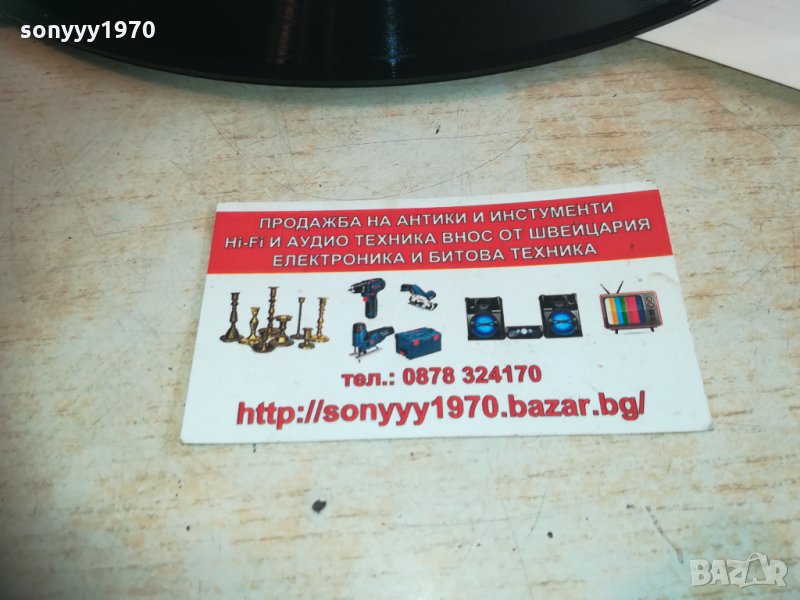 sonyyy1970
ПРОДАЖБА НА АНТИКИ И ИНСТУМЕНТИ
Hi-Fi И АУДИО ТЕХНИКА ВНОС ОТ ШВЕЙЦАРИЯ
ЕЛЕКТРОНИКА И БИТОВА ТЕХНИКА
тел.: 0878 324170
http://sonyyy1970.bazar.bg/
BAZAR